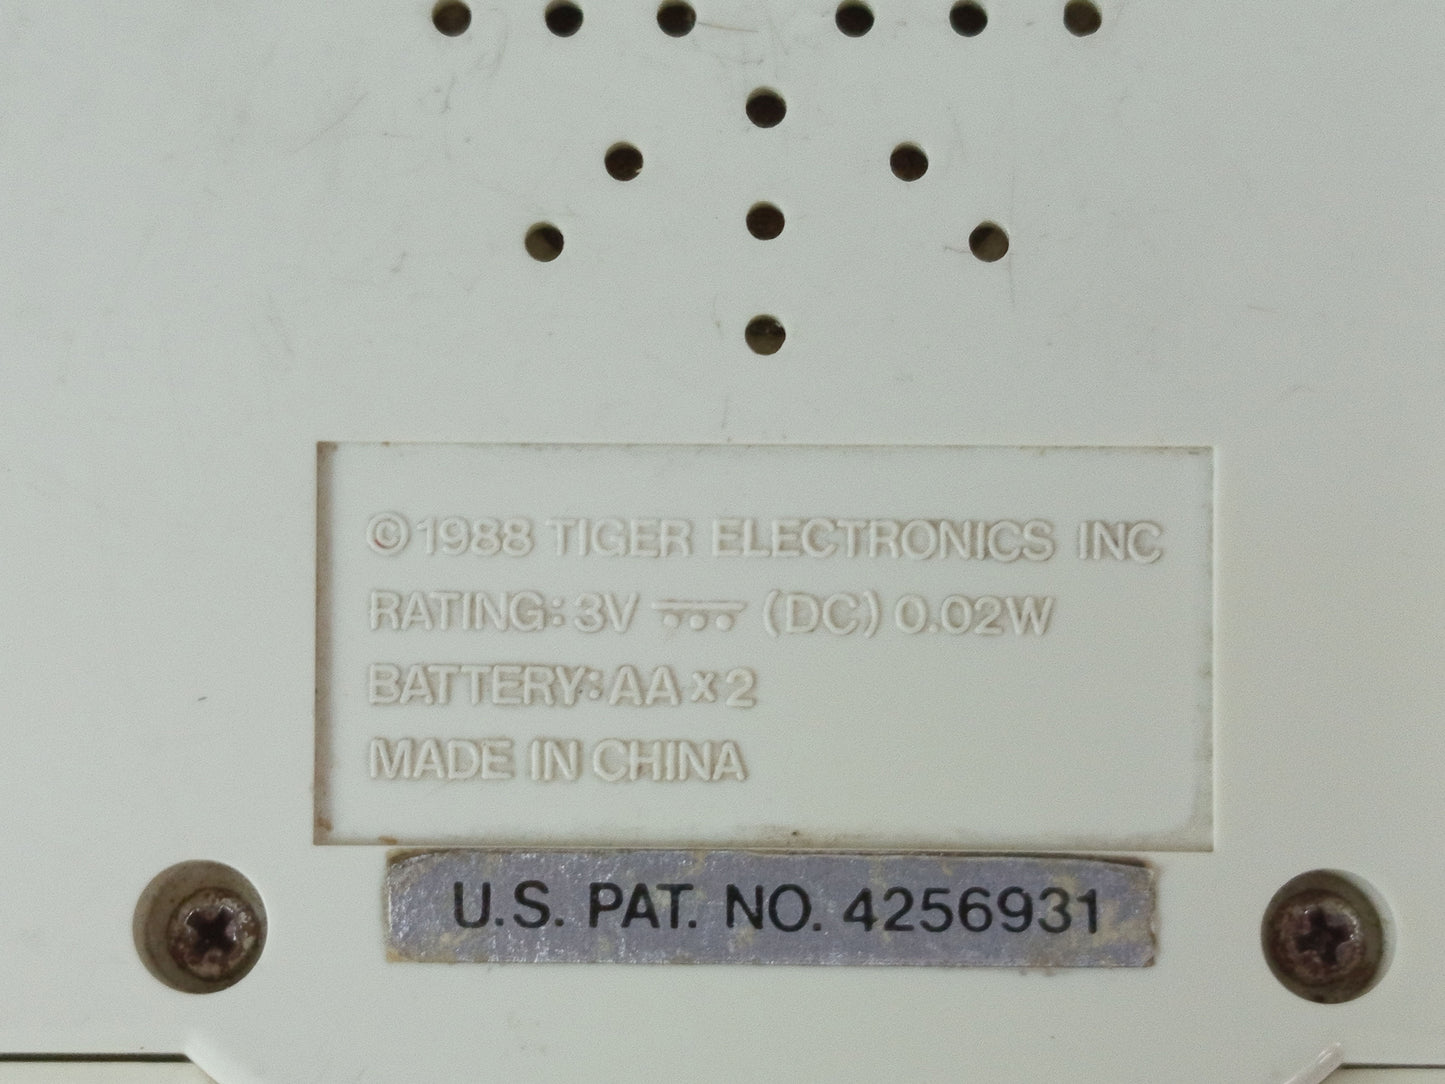 ©1988 TIGER ELECTRONICS INC
RATING: 3V ⎓ (DC) 0.02W
BATTERY: AA x 2
MADE IN CHINA
U.S. PAT. NO. 4256931